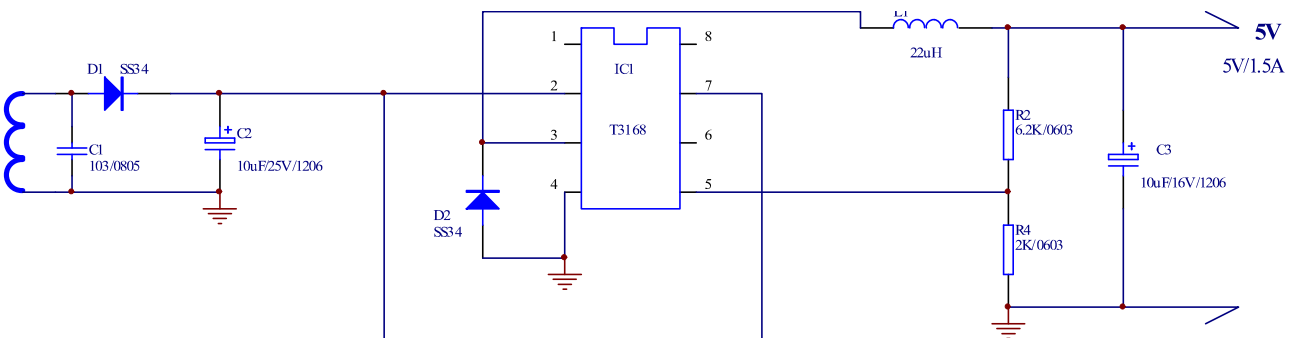 L1
5V
22uH
5V/1.5A
1
8
IC1
D1 SS34
2
7
C2
10uF/25V/1206
T3168
R2
6.2K/0603
3
6
C1
103/0805
C3
10uF/16V/1206
4
5
D2
SS34
R4
2K/0603